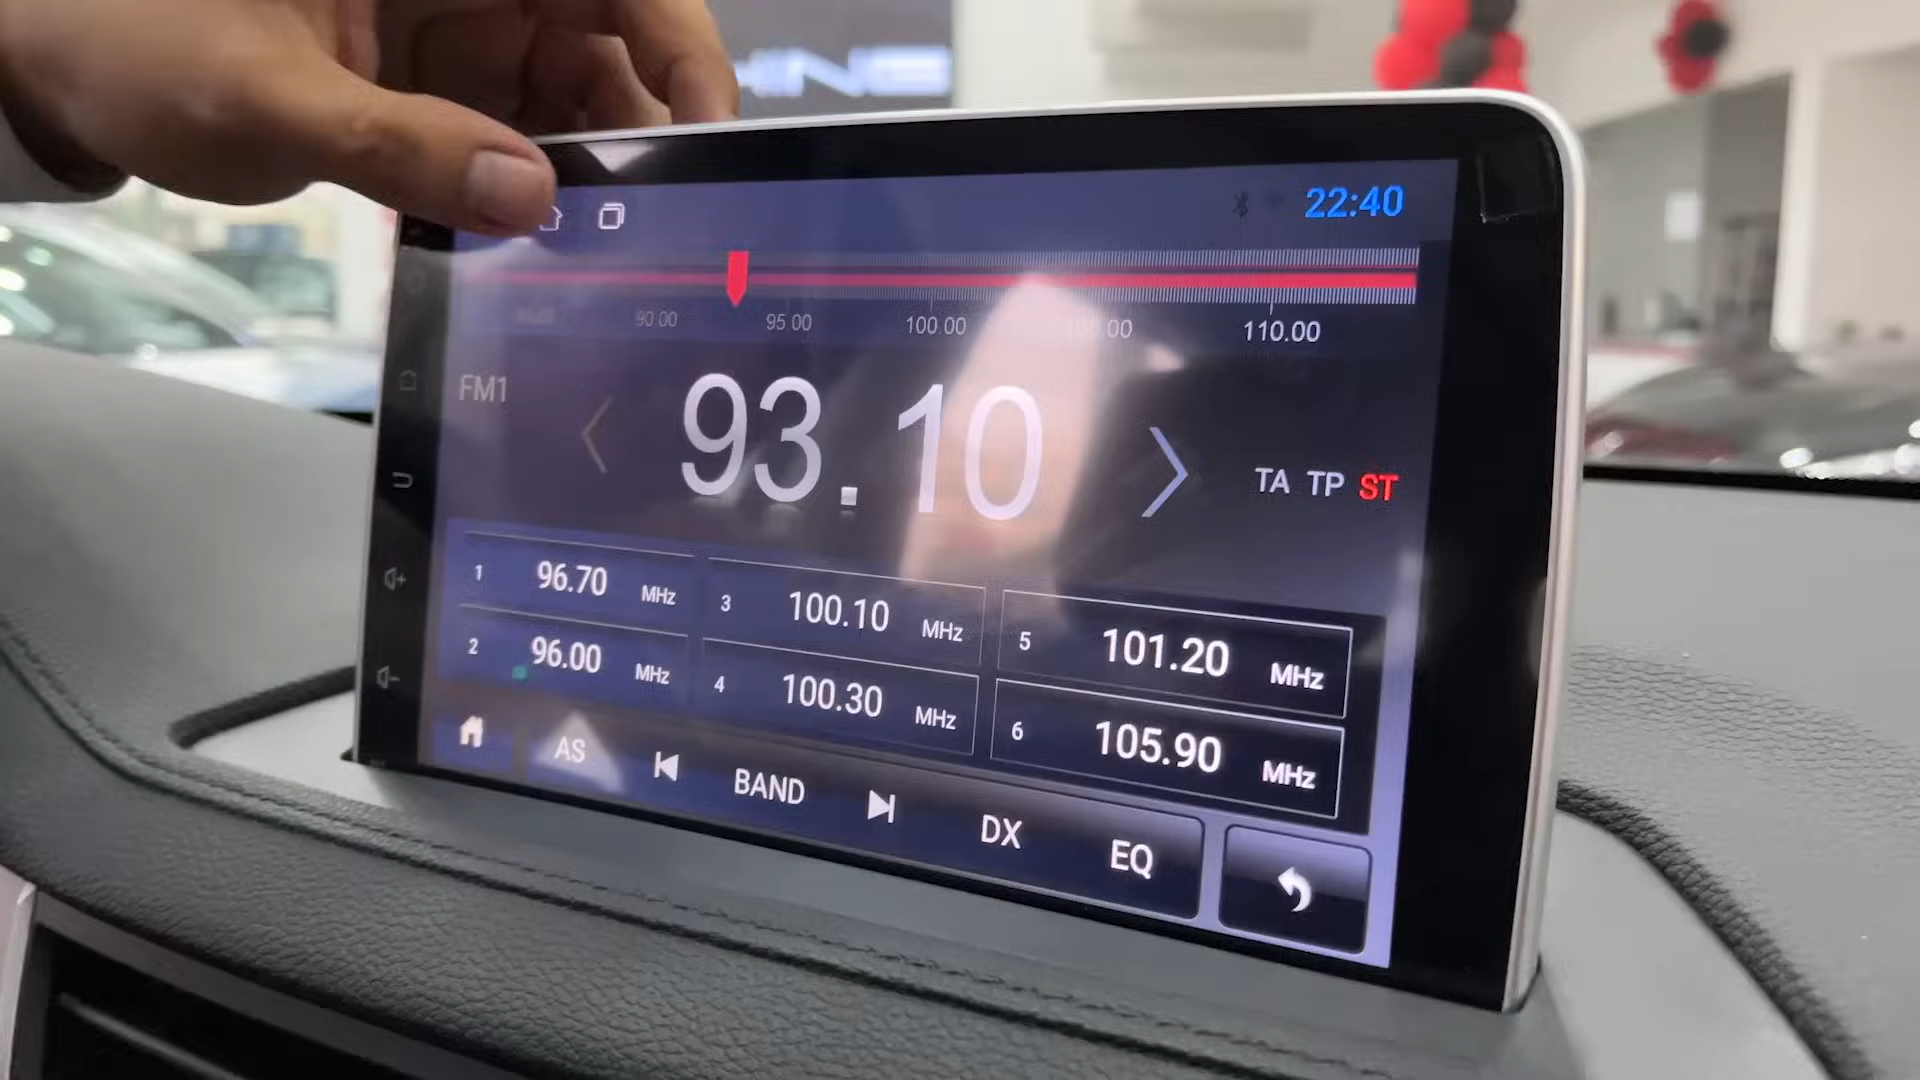 22:40
90.00 95.00 100.00 105.00 110.00
FM1
93.10
TA TP ST
1 96.70 MHz
2 96.00 MHz
3 100.10 MHz
4 100.30 MHz
5 101.20 MHz
6 105.90 MHz
AS BAND DX EQ